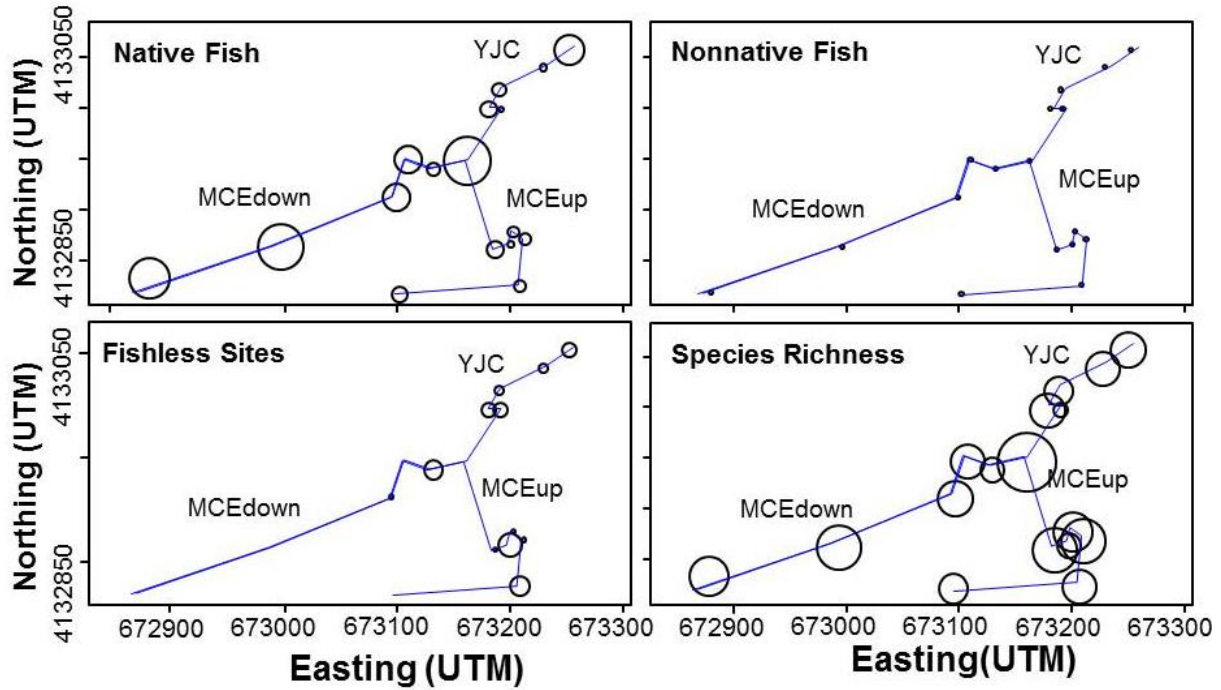 Native Fish
YJC
MCEdown
MCEup
Nonnative Fish
YJC
MCEdown
MCEup
Northing (UTM)
4133050
4132850
Fishless Sites
YJC
MCEdown
MCEup
Species Richness
YJC
MCEdown
MCEup
Northing (UTM)
4133050
4132850
672900 673000 673100 673200 673300
672900 673000 673100 673200 673300
Easting (UTM)
Easting(UTM)